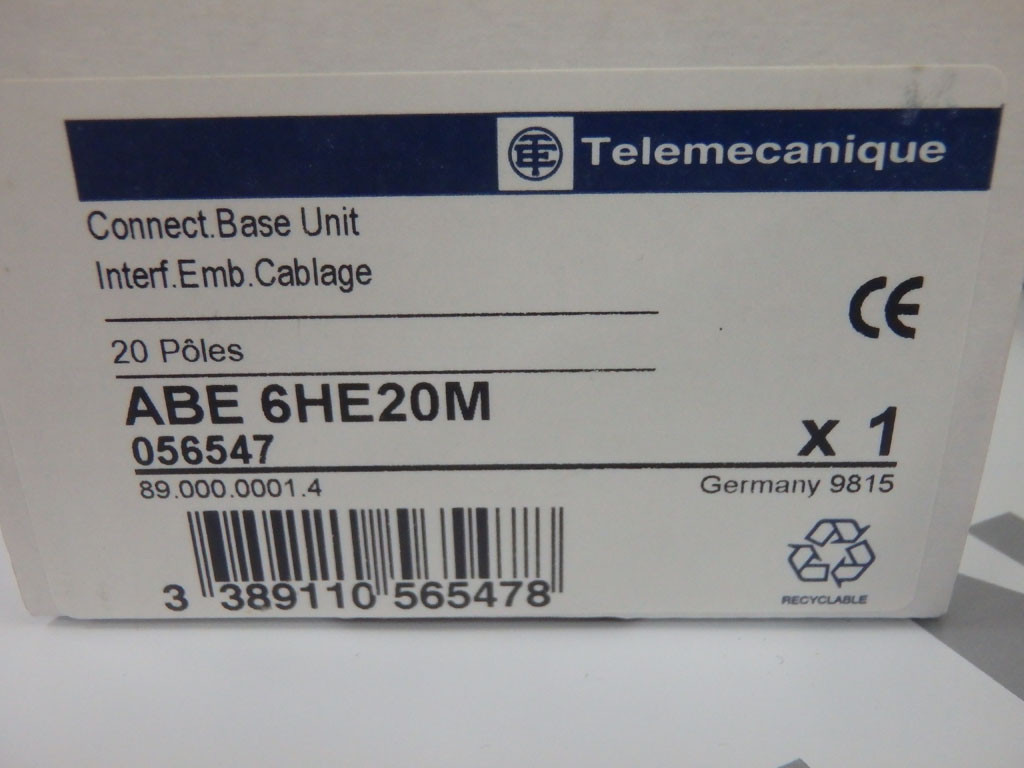 Telemecanique
Connect.Base Unit
Interf.Emb.Cablage
20 Pôles
ABE 6HE20M
056547
x 1
89.000.0001.4
Germany 9815
3 389110 565478
RECYCLABLE